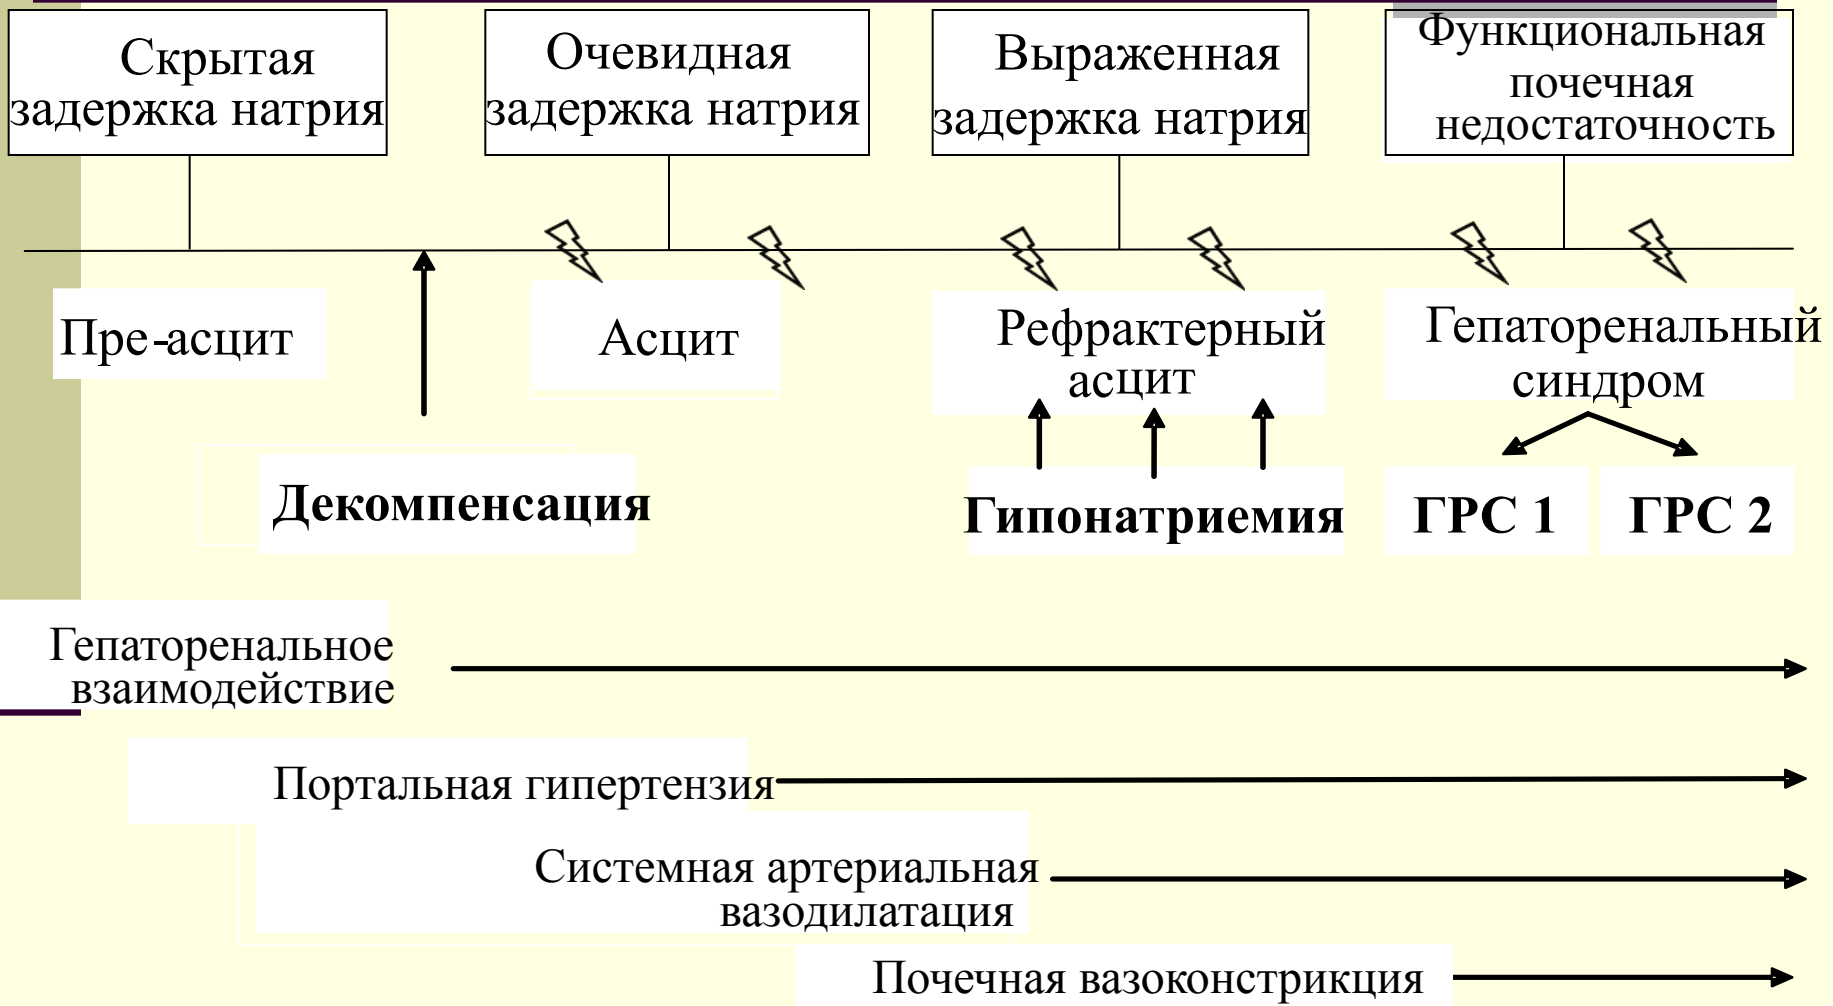 Скрытая
задержка натрия
Очевидная
задержка натрия
Выраженная
задержка натрия
Функциональная
почечная
недостаточность
Пре-асцит
Асцит
Рефрактерный
асцит
Гепаторенальный
синдром
Декомпенсация
Гипонатриемия
ГРС 1
ГРС 2
Гепаторенальное
взаимодействие
Портальная гипертензия
Системная артериальная
вазодилатация
Почечная вазоконстрикция